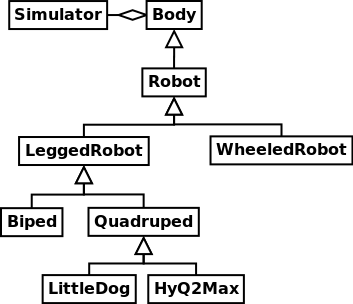 Simulator
Body
Robot
LeggedRobot
WheeledRobot
Biped
Quadruped
LittleDog
HyQ2Max